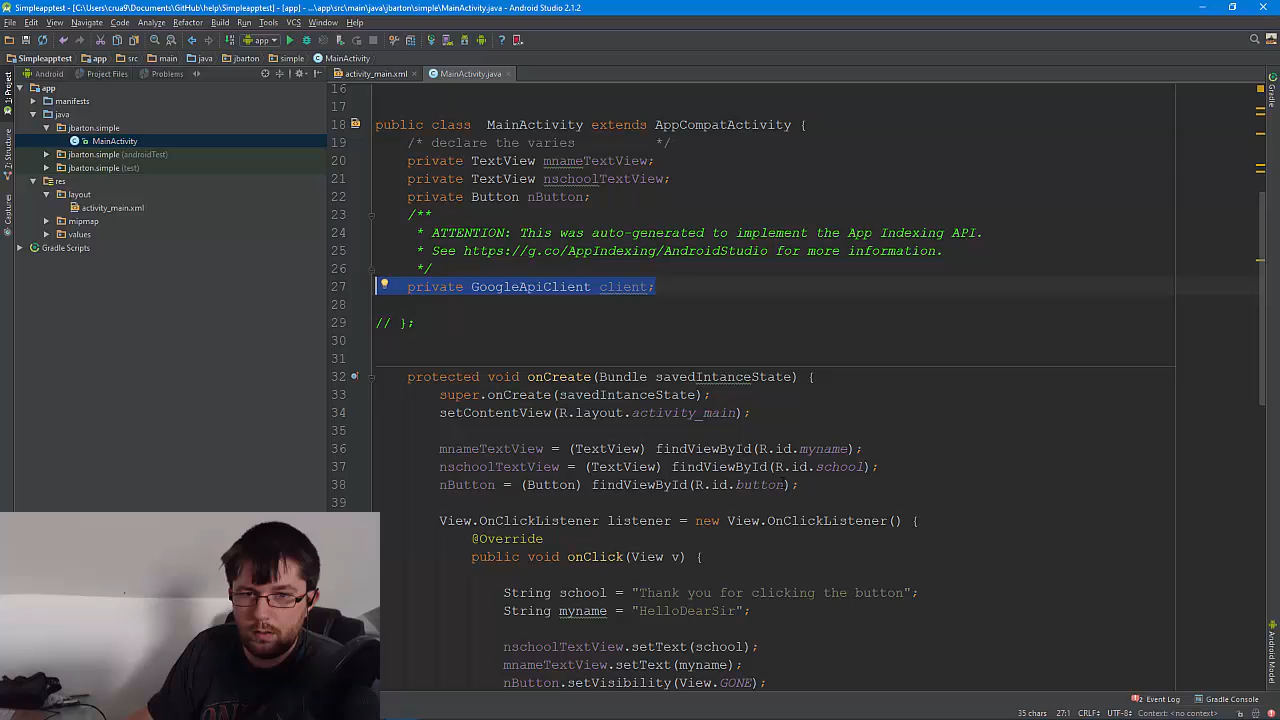 Simpleapptest - [C:\Users\crua9\Documents\GitHub\help\Simpleapptest] - [app] - ...\app\src\main\java\jbarton\simple\MainActivity.java - Android Studio 2.1.2
File Edit View Navigate Code Analyze Refactor Build Run Tools VCS Window Help
app
Simpleapptest app src main java jbarton simple MainActivity
Android Project Files Problems
activity_main.xml MainActivity.java
1: Project
7: Structure
Captures
Gradle
Android Model
app
manifests
java
jbarton.simple
MainActivity
jbarton.simple (androidTest)
jbarton.simple (test)
res
layout
activity_main.xml
mipmap
values
Gradle Scripts
16
17
18 public class MainActivity extends AppCompatActivity {
19 /* declare the varies */
20 private TextView mnameTextView;
21 private TextView nschoolTextView;
22 private Button nButton;
23 /**
24 * ATTENTION: This was auto-generated to implement the App Indexing API.
25 * See https://g.co/AppIndexing/AndroidStudio for more information.
26 */
27 private GoogleApiClient client;
28
29 // };
30
31
32 protected void onCreate(Bundle savedIntanceState) {
33 super.onCreate(savedIntanceState);
34 setContentView(R.layout.activity_main);
35
36 mnameTextView = (TextView) findViewById(R.id.myname);
37 nschoolTextView = (TextView) findViewById(R.id.school);
38 nButton = (Button) findViewById(R.id.button);
39
View.OnClickListener listener = new View.OnClickListener() {
@Override
public void onClick(View v) {
String school = "Thank you for clicking the button";
String myname = "HelloDearSir";
nschoolTextView.setText(school);
mnameTextView.setText(myname);
nButton.setVisibility(View.GONE);
Event Log Gradle Console
35 chars 27:1 CRLF UTF-8 Context: <no context>